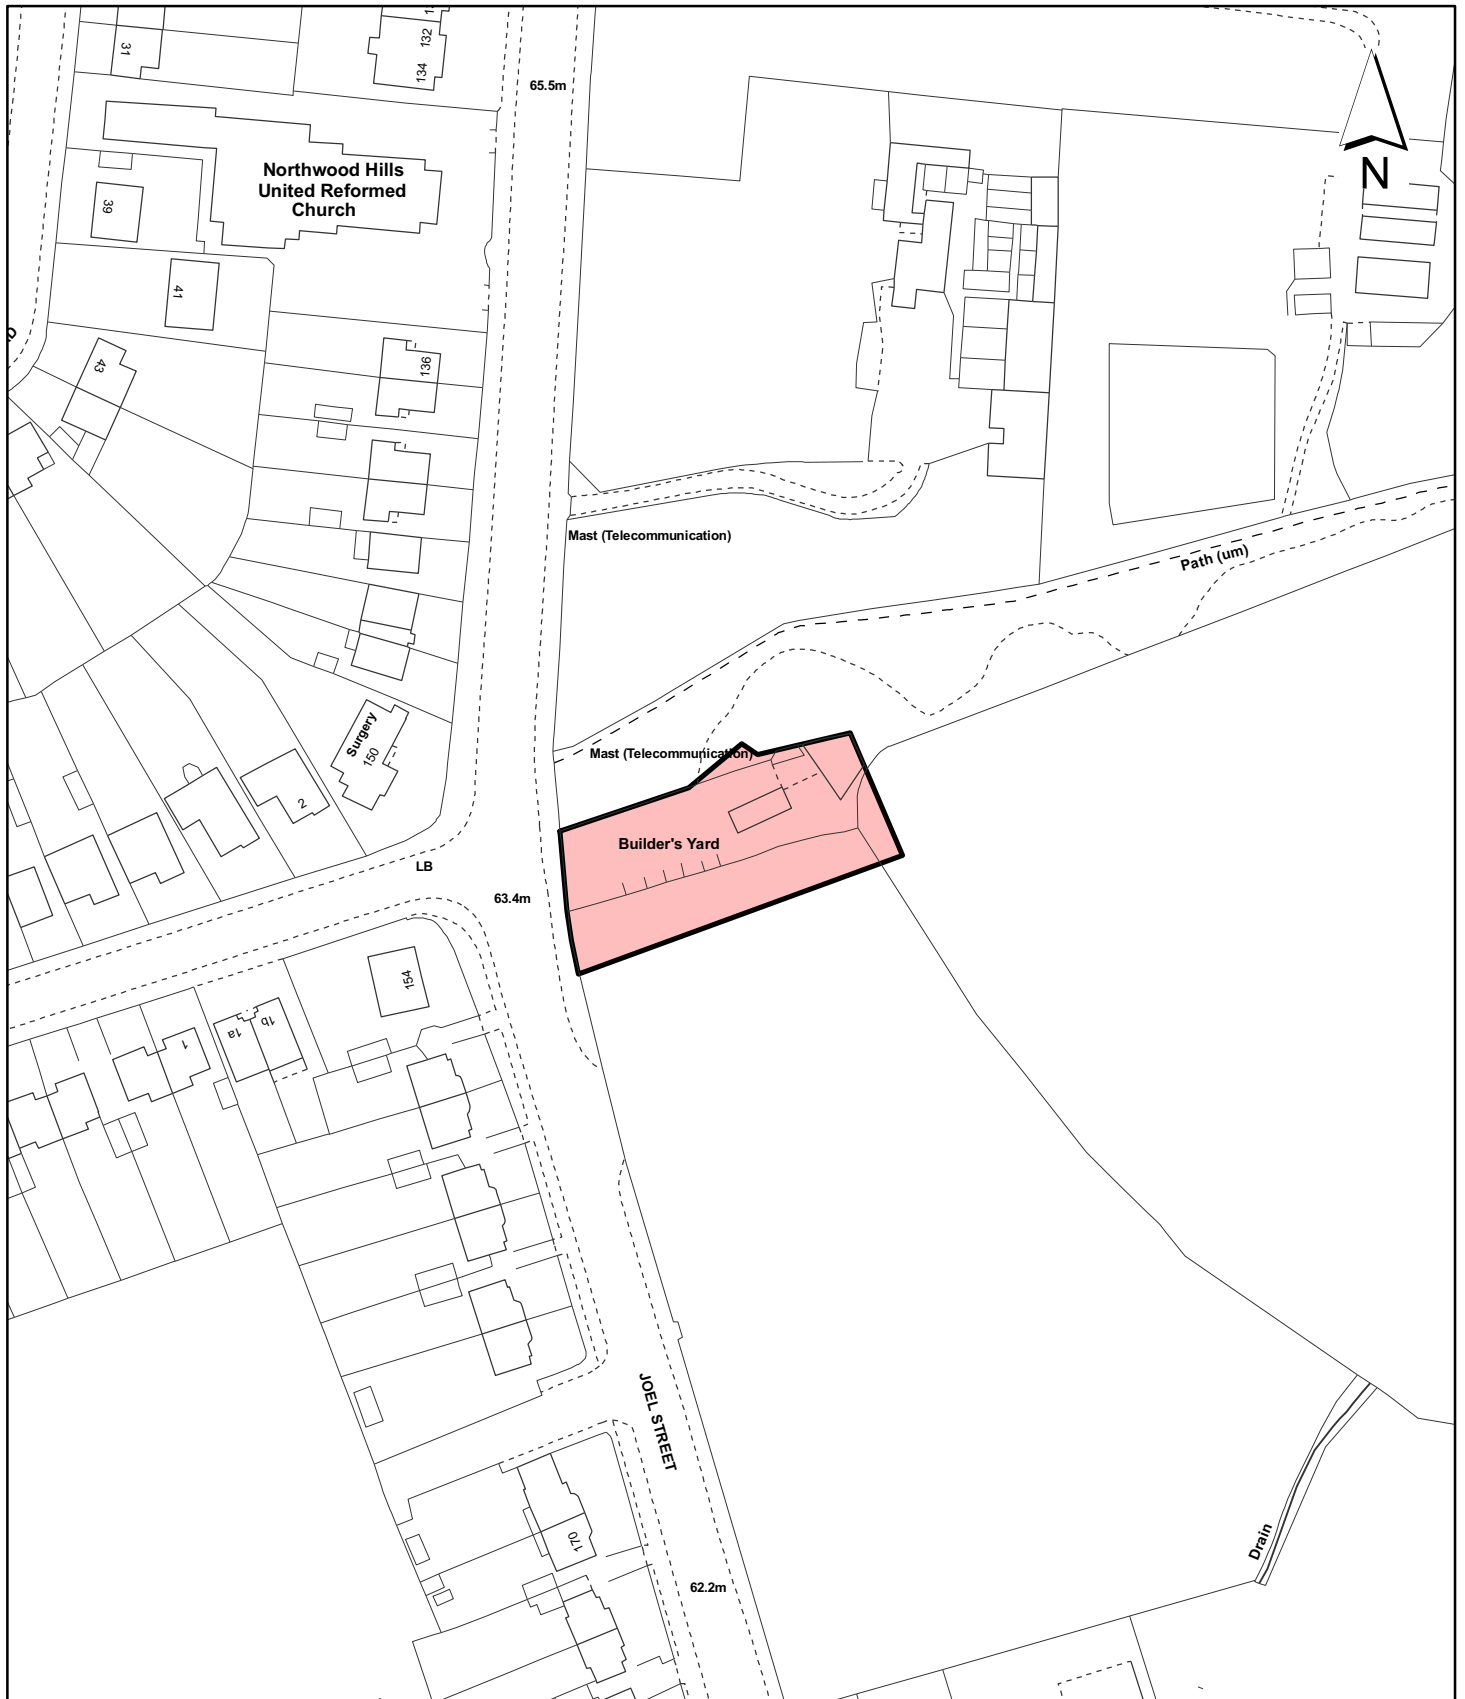 31
132
134
65.5m
N
Northwood Hills
United Reformed
Church
39
41
43
136
Mast (Telecommunication)
Path (um)
Surgery
150
Mast (Telecommunication)
2
Builder's Yard
LB
63.4m
154
1a
1b
1
JOEL STREET
170
Drain
62.2m